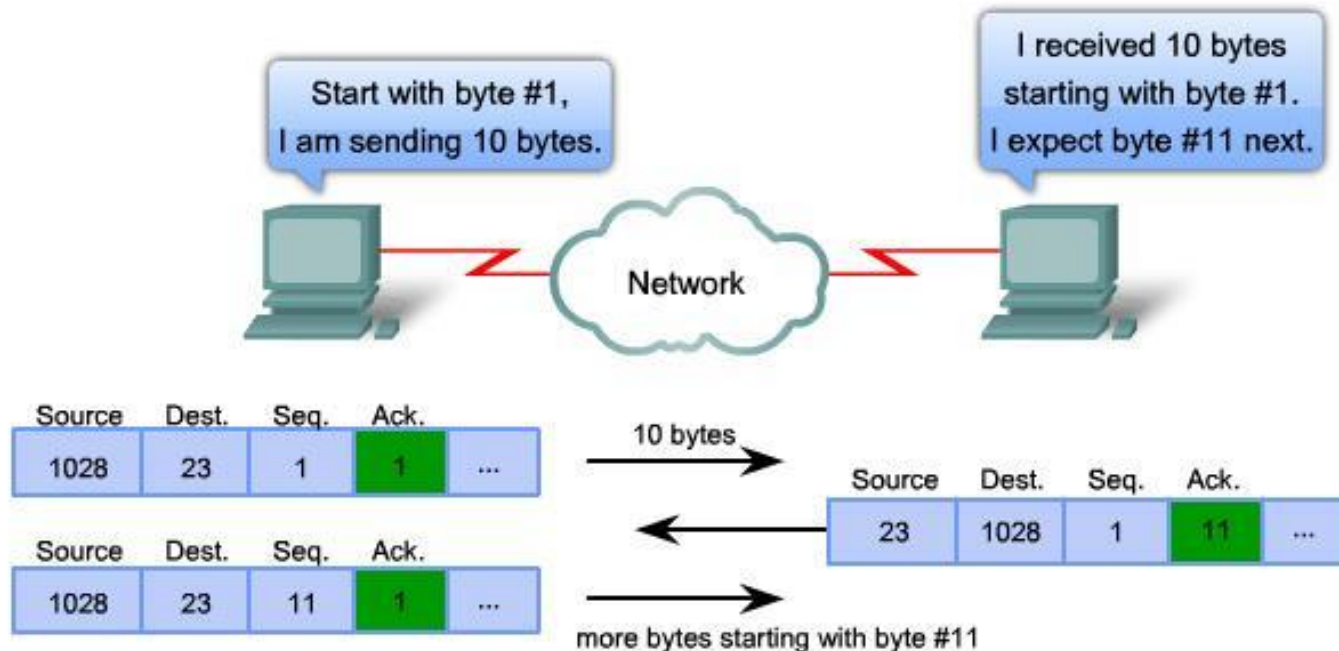 Start with byte #1,
I am sending 10 bytes.
I received 10 bytes
starting with byte #1.
I expect byte #11 next.
Network
Source Dest. Seq. Ack.
1028 23 1 1 ...
10 bytes
Source Dest. Seq. Ack.
23 1028 1 11 ...
Source Dest. Seq. Ack.
1028 23 11 1 ...
more bytes starting with byte #11